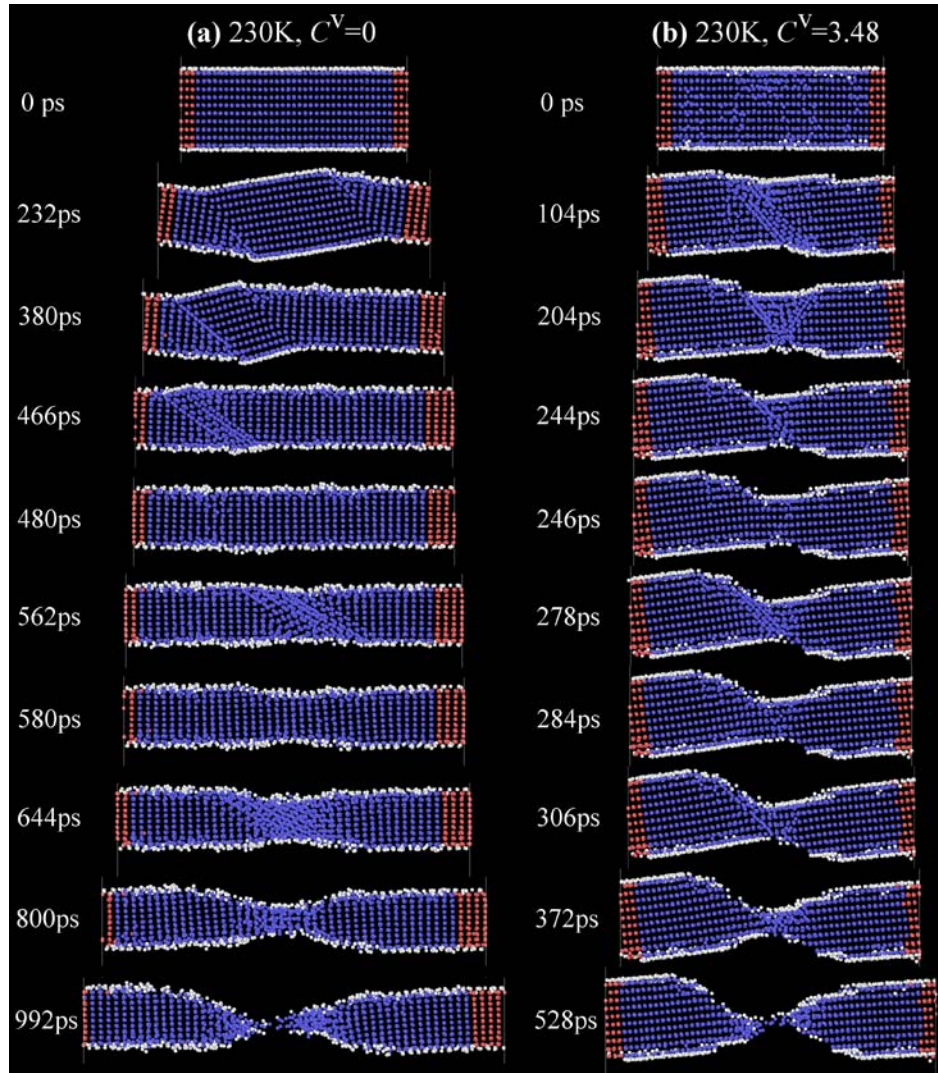 (a) 230K, C^V=0
0 ps
232ps
380ps
466ps
480ps
562ps
580ps
644ps
800ps
992ps
(b) 230K, C^V=3.48
0 ps
104ps
204ps
244ps
246ps
278ps
284ps
306ps
372ps
528ps